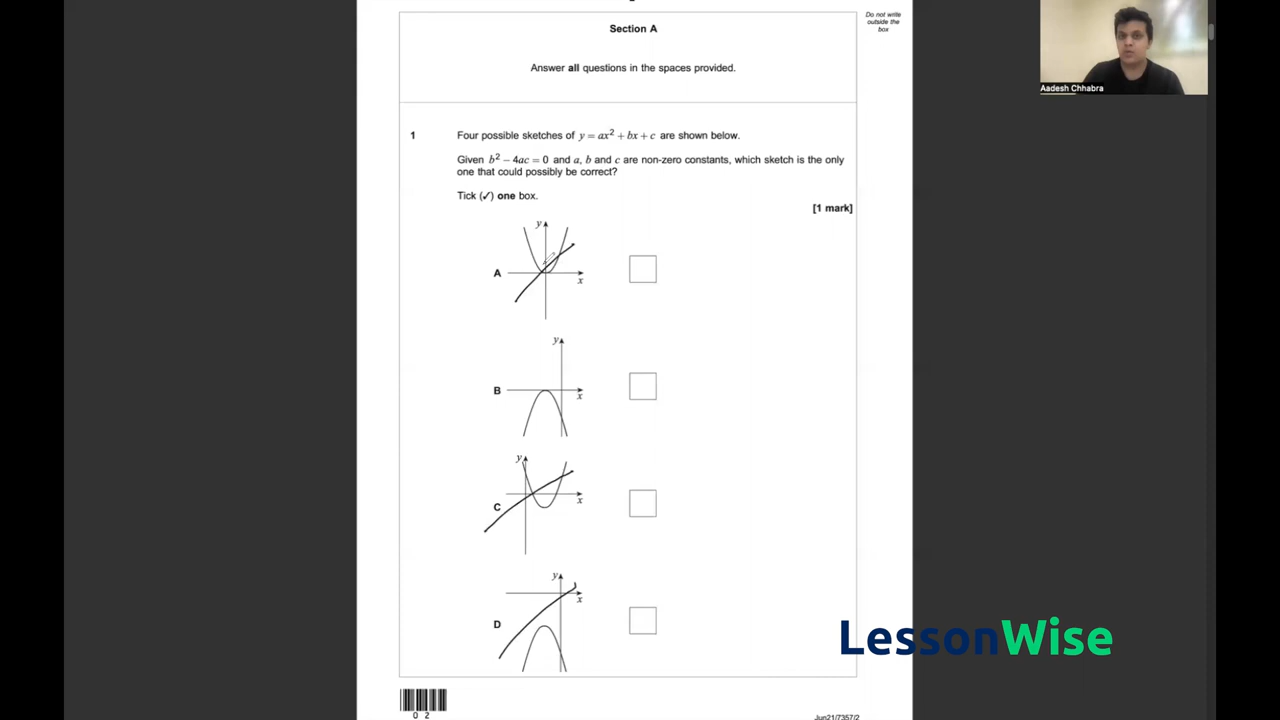 Section A
Do not write
outside the
box
Aadesh Chhabra
Answer all questions in the spaces provided.
1 Four possible sketches of y = ax² + bx + c are shown below.
Given b² − 4ac = 0 and a, b and c are non-zero constants, which sketch is the only
one that could possibly be correct?
Tick (✓) one box.
[1 mark]
y
A
x
y
B
x
y
C
x
y
D
x
LessonWise
0 2
Jun21/7357/2